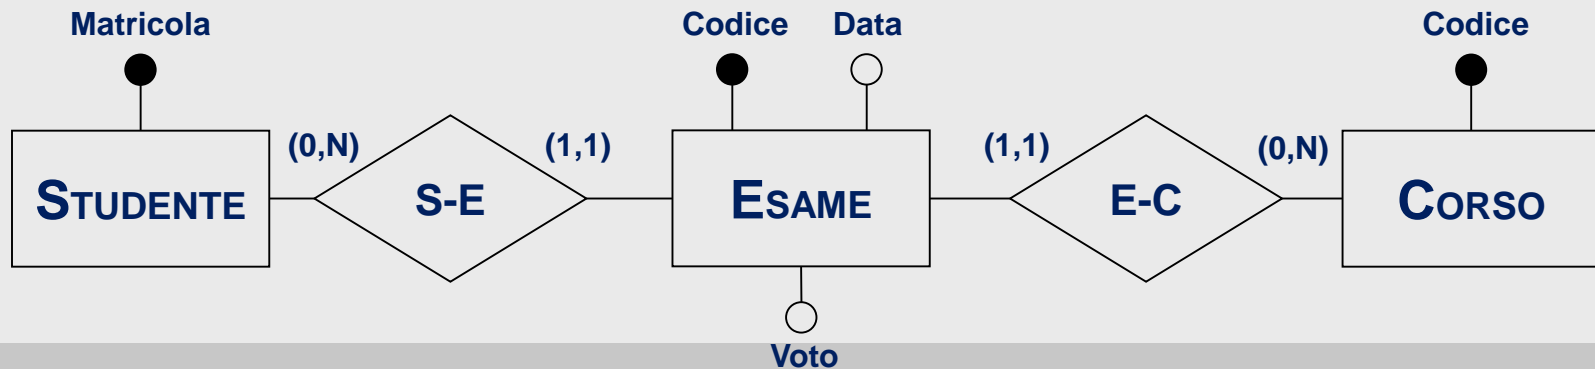 Matricola Codice Data Codice
(0,N) (1,1) (1,1) (0,N)
STUDENTE S-E ESAME E-C CORSO
Voto